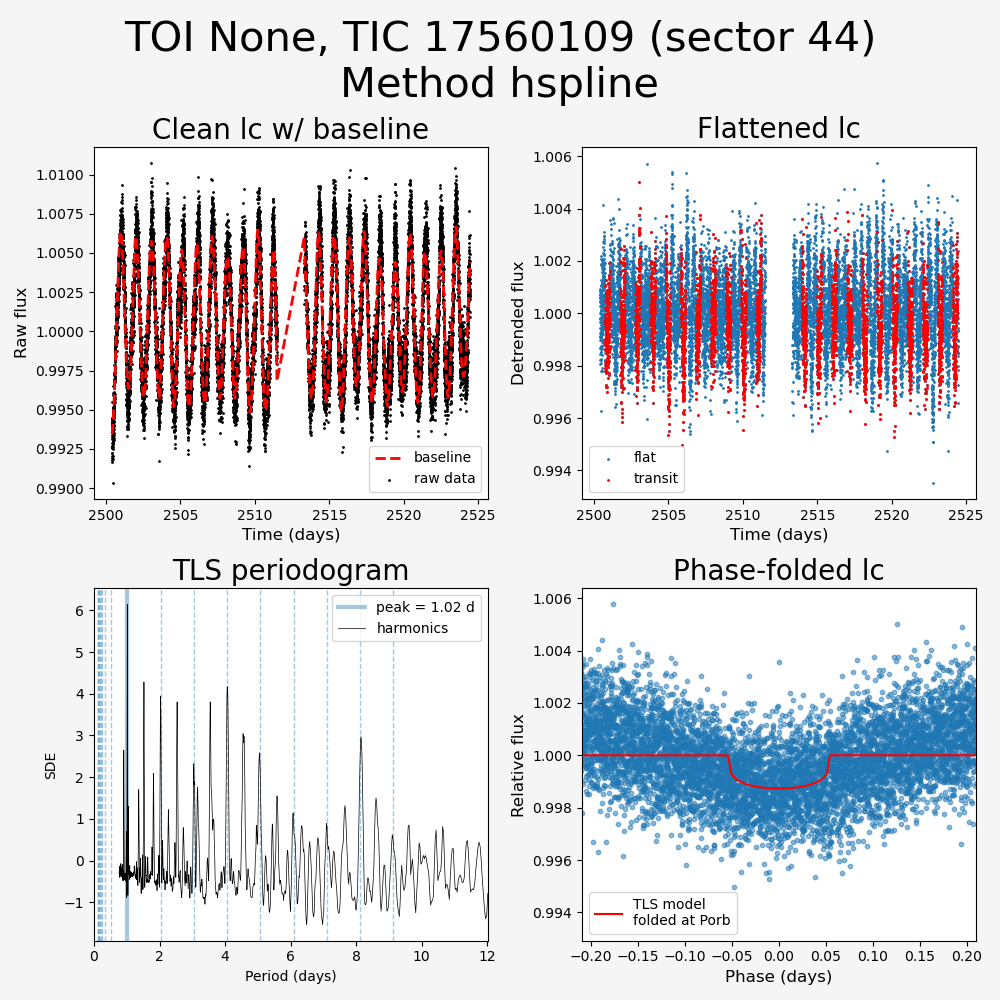 TOI None, TIC 17560109 (sector 44)
Method hspline
Clean lc w/ baseline
Raw flux
1.0100
1.0075
1.0050
1.0025
1.0000
0.9975
0.9950
0.9925
0.9900
baseline
raw data
2500 2505 2510 2515 2520 2525
Time (days)
Flattened lc
Detrended flux
1.006
1.004
1.002
1.000
0.998
0.996
0.994
flat
transit
2500 2505 2510 2515 2520 2525
Time (days)
TLS periodogram
SDE
6
5
4
3
2
1
0
−1
peak = 1.02 d
harmonics
0 2 4 6 8 10 12
Period (days)
Phase-folded lc
Relative flux
1.006
1.004
1.002
1.000
0.998
0.996
0.994
TLS model
folded at Porb
−0.20 −0.15 −0.10 −0.05 0.00 0.05 0.10 0.15 0.20
Phase (days)